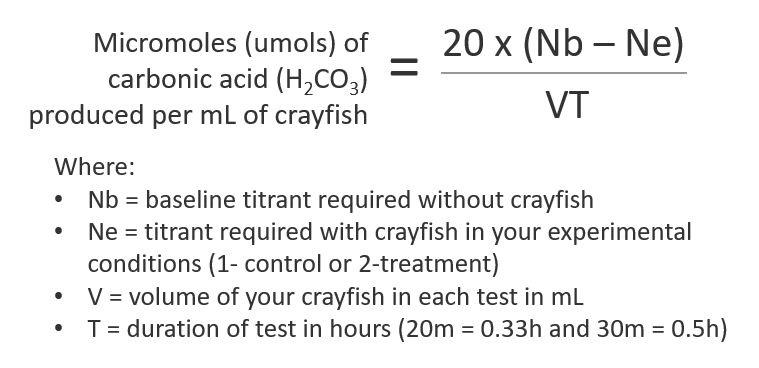 Micromoles (umols) of
carbonic acid (H₂CO₃)
produced per mL of crayfish
=
20 x (Nb – Ne)
VT
Where:
• Nb = baseline titrant required without crayfish
• Ne = titrant required with crayfish in your experimental
conditions (1- control or 2-treatment)
• V = volume of your crayfish in each test in mL
• T = duration of test in hours (20m = 0.33h and 30m = 0.5h)